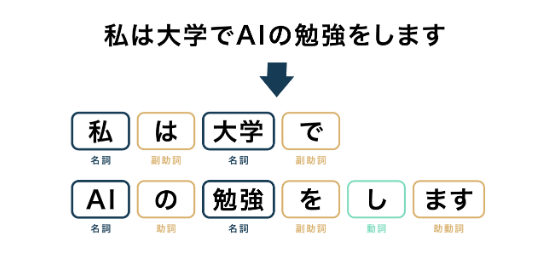 私は大学でAIの勉強をします
私 は 大学 で
名詞 副助詞 名詞 副助詞
AI の 勉強 を し ます
名詞 助詞 名詞 副助詞 動詞 助動詞